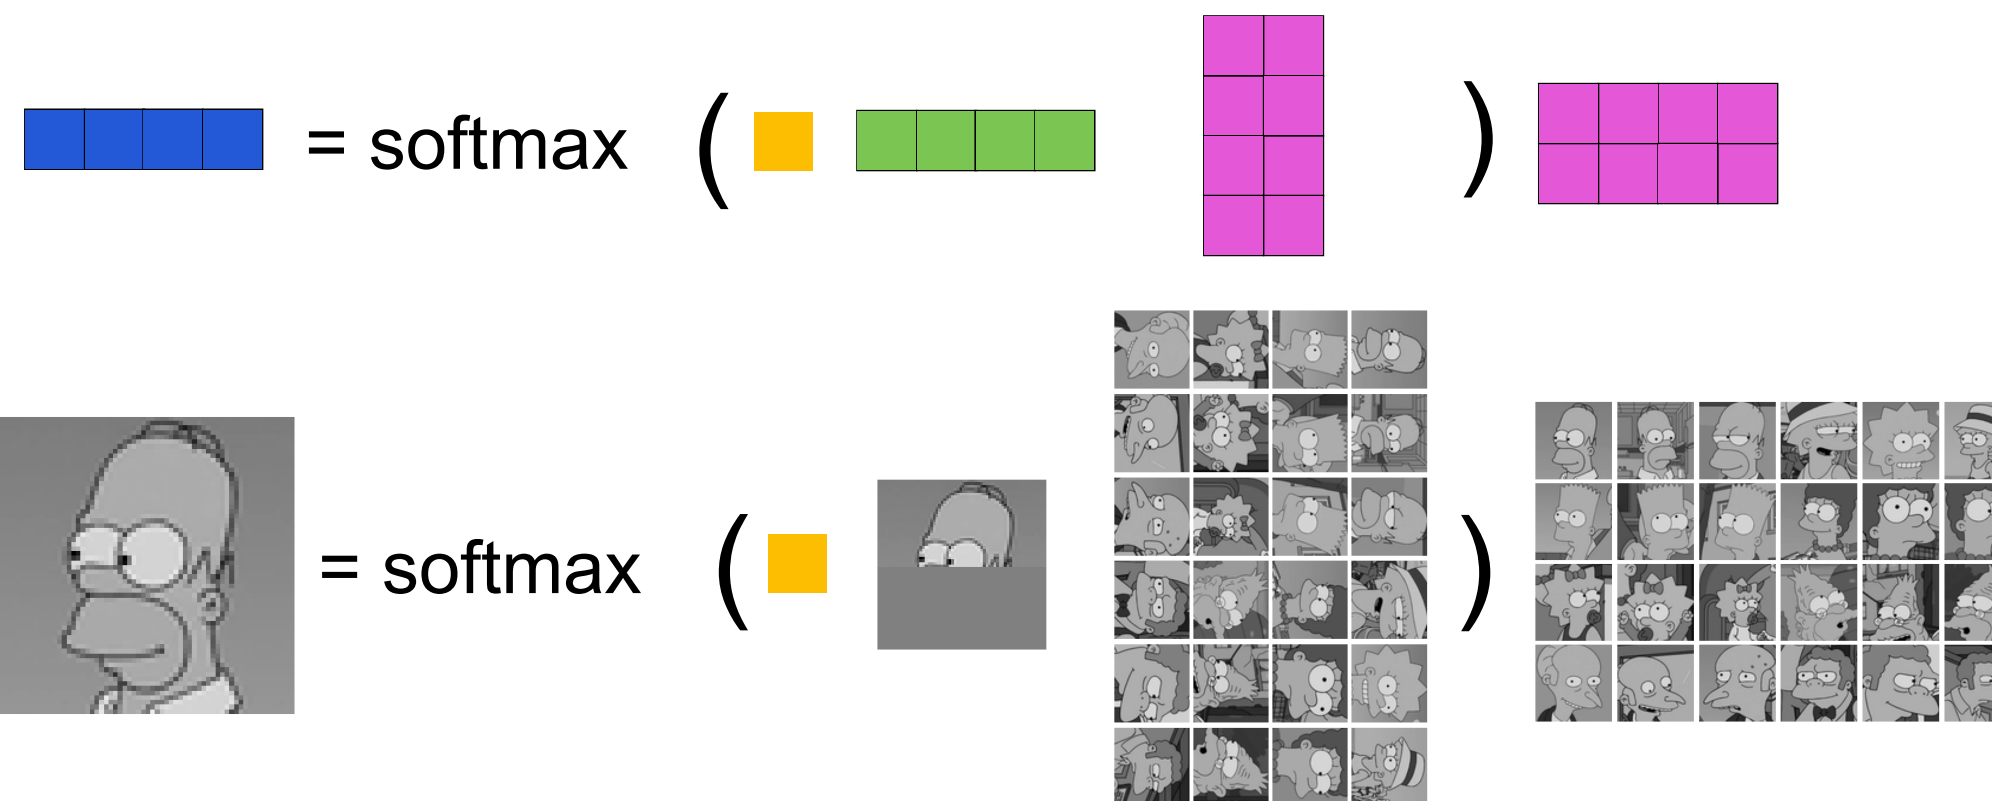 = softmax ( )
= softmax ( )